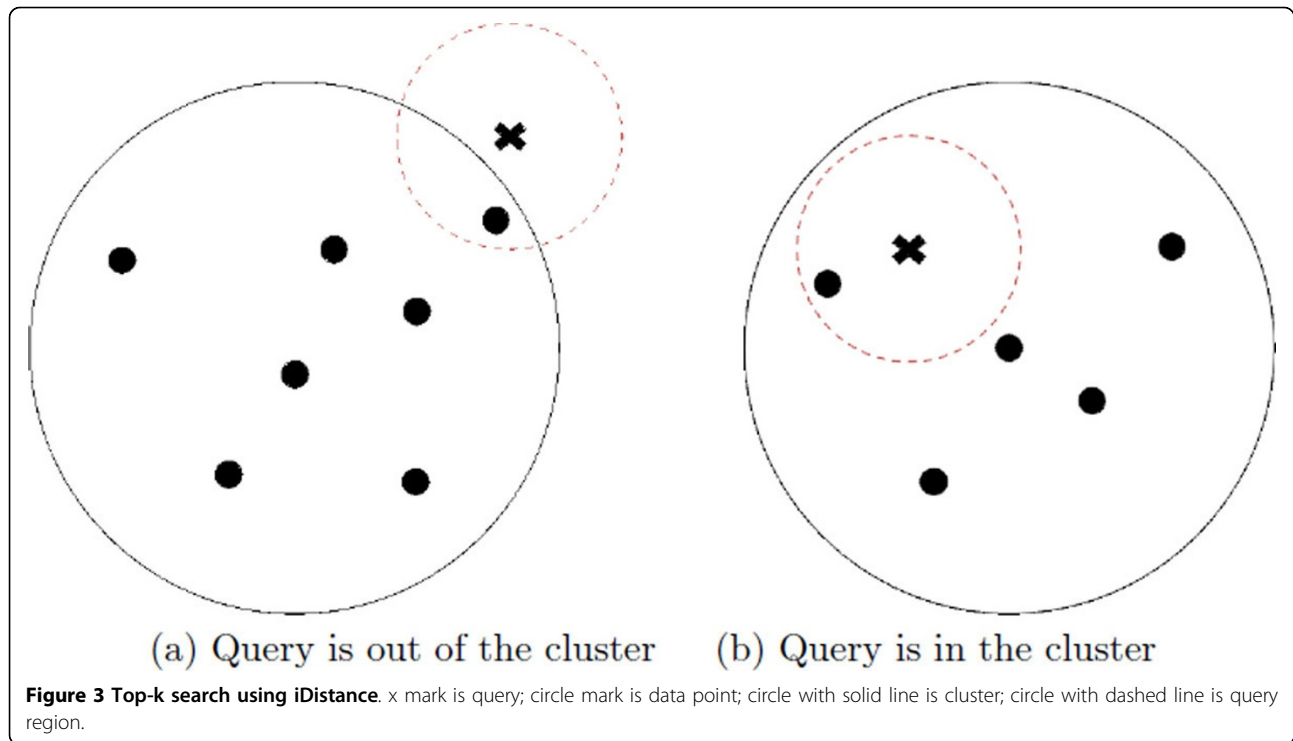 (a) Query is out of the cluster
(b) Query is in the cluster
Figure 3 Top-k search using iDistance. x mark is query; circle mark is data point; circle with solid line is cluster; circle with dashed line is query
region.